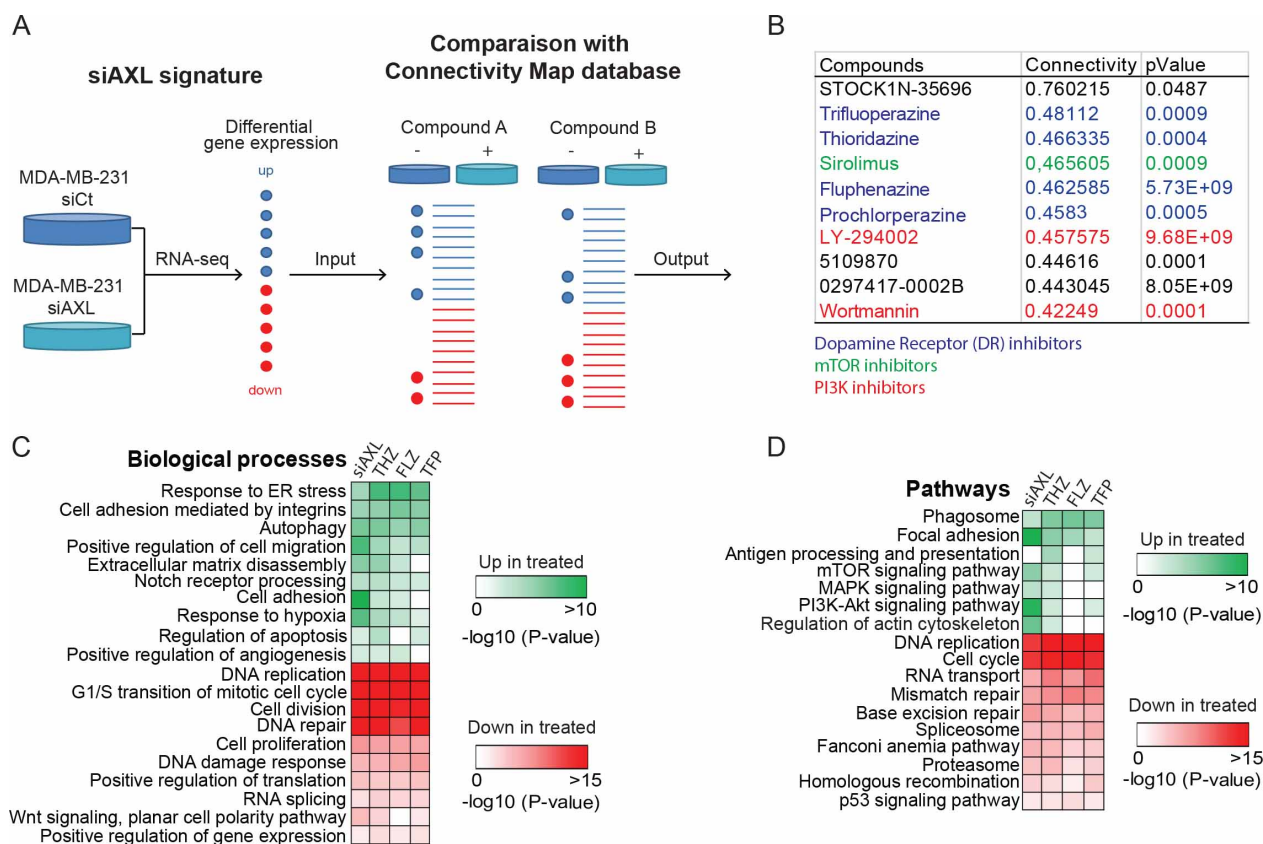 A
siAXL signature
Comparison with
Connectivity Map database
Differential
gene expression
up
down
MDA-MB-231
siCt
MDA-MB-231
siAXL
RNA-seq
Input
Compound A
- +
Compound B
- +
Output
B
Compounds Connectivity pValue
STOCK1N-35696 0.760215 0.0487
Trifluoperazine 0.48112 0.0009
Thioridazine 0.466335 0.0004
Sirolimus 0,465605 0.0009
Fluphenazine 0.462585 5.73E+09
Prochlorperazine 0.4583 0.0005
LY-294002 0.457575 9.68E+09
5109870 0.44616 0.0001
0297417-0002B 0.443045 8.05E+09
Wortmannin 0.42249 0.0001
Dopamine Receptor (DR) inhibitors
mTOR inhibitors
PI3K inhibitors
C
Biological processes
siAXL THZ FLZ TFP
Response to ER stress
Cell adhesion mediated by integrins
Autophagy
Positive regulation of cell migration
Extracellular matrix disassembly
Notch receptor processing
Cell adhesion
Response to hypoxia
Regulation of apoptosis
Positive regulation of angiogenesis
DNA replication
G1/S transition of mitotic cell cycle
Cell division
DNA repair
Cell proliferation
DNA damage response
Positive regulation of translation
RNA splicing
Wnt signaling, planar cell polarity pathway
Positive regulation of gene expression
Up in treated
0 >10
-log10 (P-value)
Down in treated
0 >15
-log10 (P-value)
D
Pathways
siAXL THZ FLZ TFP
Phagosome
Focal adhesion
Antigen processing and presentation
mTOR signaling pathway
MAPK signaling pathway
PI3K-Akt signaling pathway
Regulation of actin cytoskeleton
DNA replication
Cell cycle
RNA transport
Mismatch repair
Base excision repair
Spliceosome
Fanconi anemia pathway
Proteasome
Homologous recombination
p53 signaling pathway
Up in treated
0 >10
-log10 (P-value)
Down in treated
0 >15
-log10 (P-value)